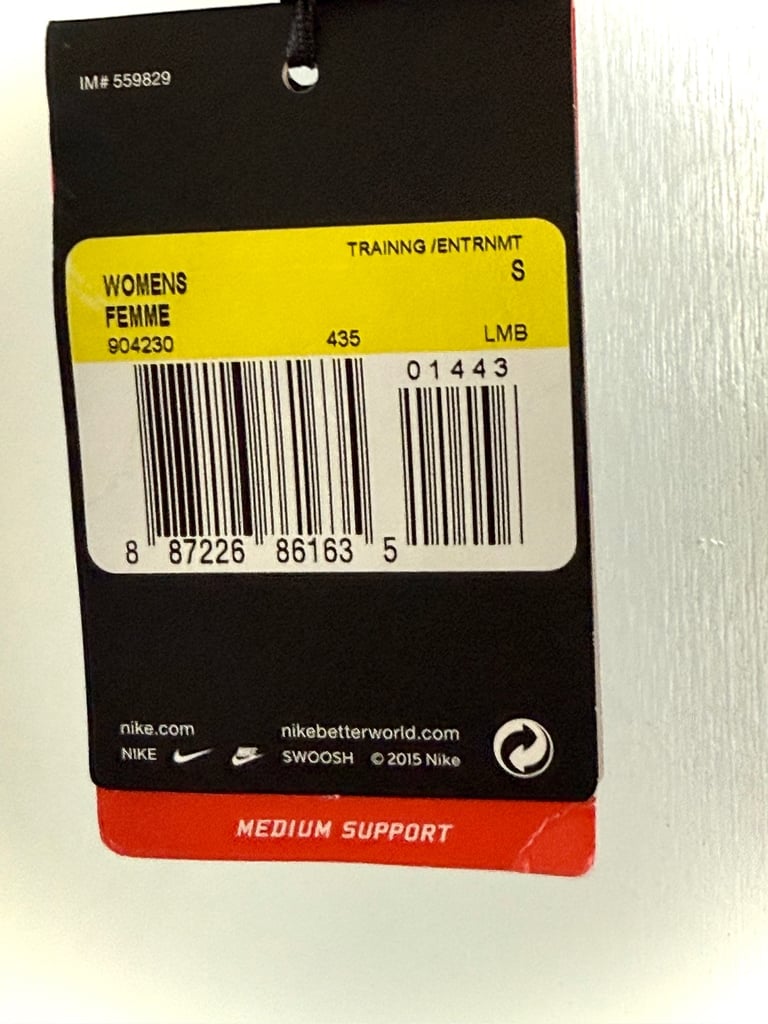 IM# 559829
TRAINNG /ENTRNMT
WOMENS S
FEMME
904230 435 LMB
01443
8 87226 86163 5
nike.com nikebetterworld.com
NIKE SWOOSH © 2015 Nike
MEDIUM SUPPORT